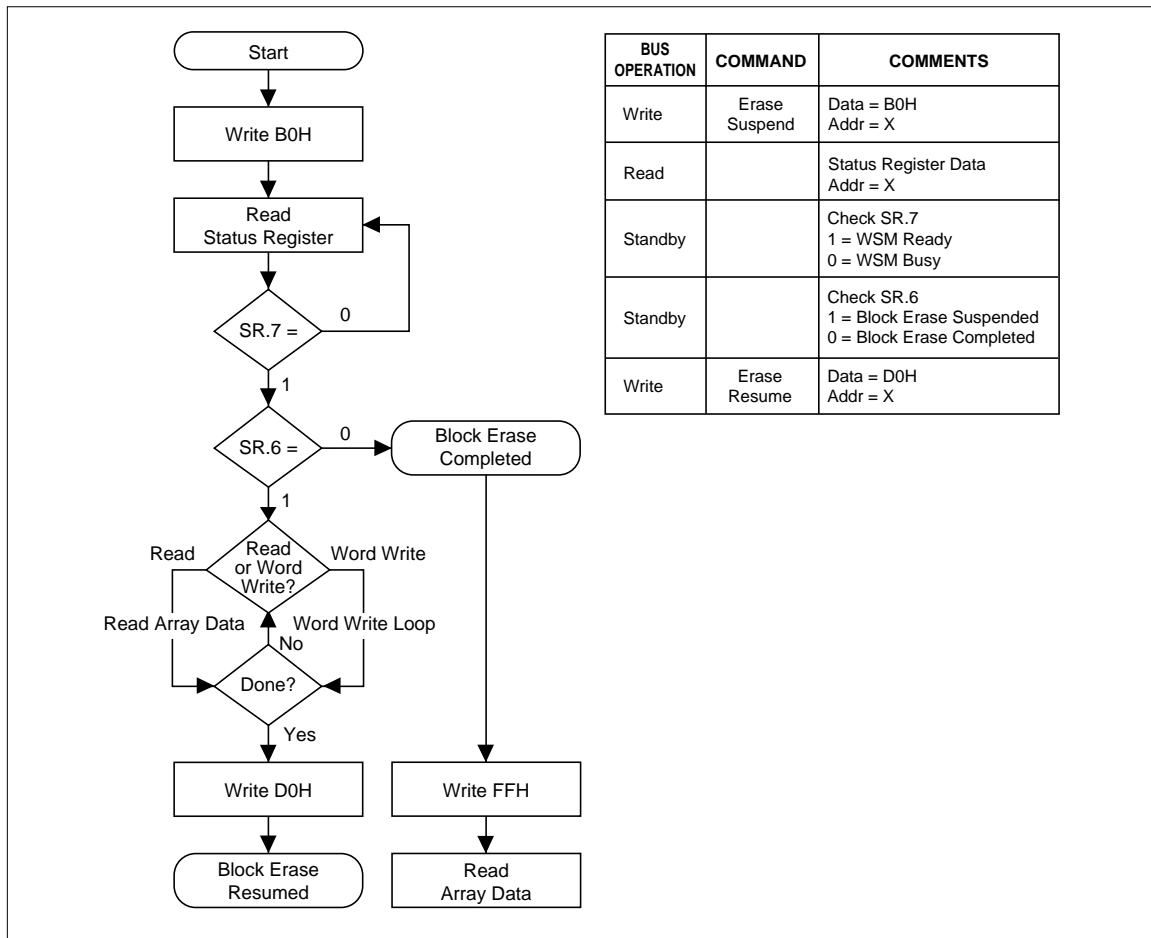 Start
Write B0H
Read
Status Register
SR.7 =
0
1
SR.6 =
0
Block Erase
Completed
1
Read
Read
or Word
Write?
Word Write
Read Array Data
Word Write Loop
No
Done?
Yes
Write D0H
Write FFH
Block Erase
Resumed
Read
Array Data
BUS
OPERATION
COMMAND
COMMENTS
Write
Erase
Suspend
Data = B0H
Addr = X
Read
Status Register Data
Addr = X
Standby
Check SR.7
1 = WSM Ready
0 = WSM Busy
Standby
Check SR.6
1 = Block Erase Suspended
0 = Block Erase Completed
Write
Erase
Resume
Data = D0H
Addr = X